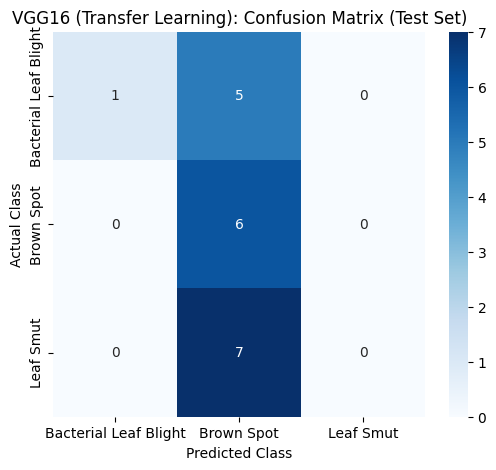 VGG16 (Transfer Learning): Confusion Matrix (Test Set)
Actual Class
Bacterial Leaf Blight
Brown Spot
Leaf Smut
1 5 0
0 6 0
0 7 0
Bacterial Leaf Blight Brown Spot Leaf Smut
Predicted Class
7
6
5
4
3
2
1
0